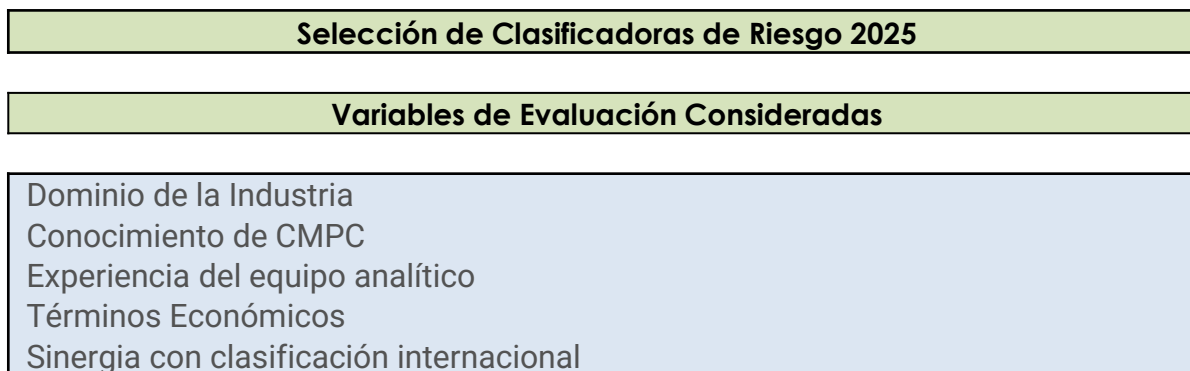 Selección de Clasificadoras de Riesgo 2025
Variables de Evaluación Consideradas
Dominio de la Industria
Conocimiento de CMPC
Experiencia del equipo analítico
Términos Económicos
Sinergia con clasificación internacional